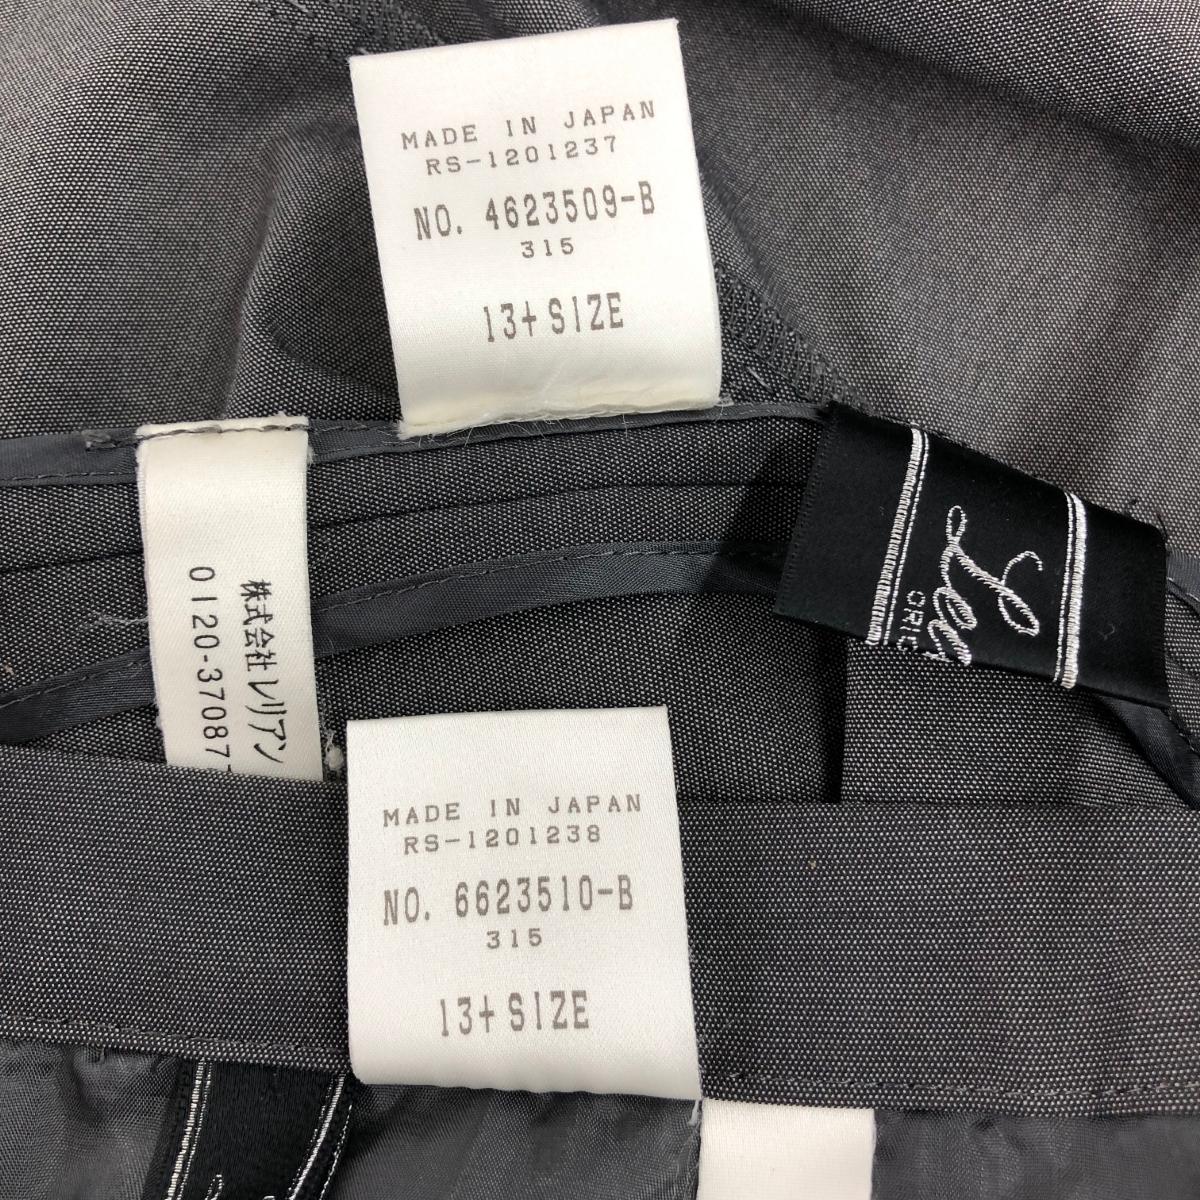 MADE IN JAPAN
RS-1201237
NO. 4623509-B
315
13+ SIZE
株式会社レリアン
0120-37087
MADE IN JAPAN
RS-1201238
NO. 6623510-B
315
13+ SIZE